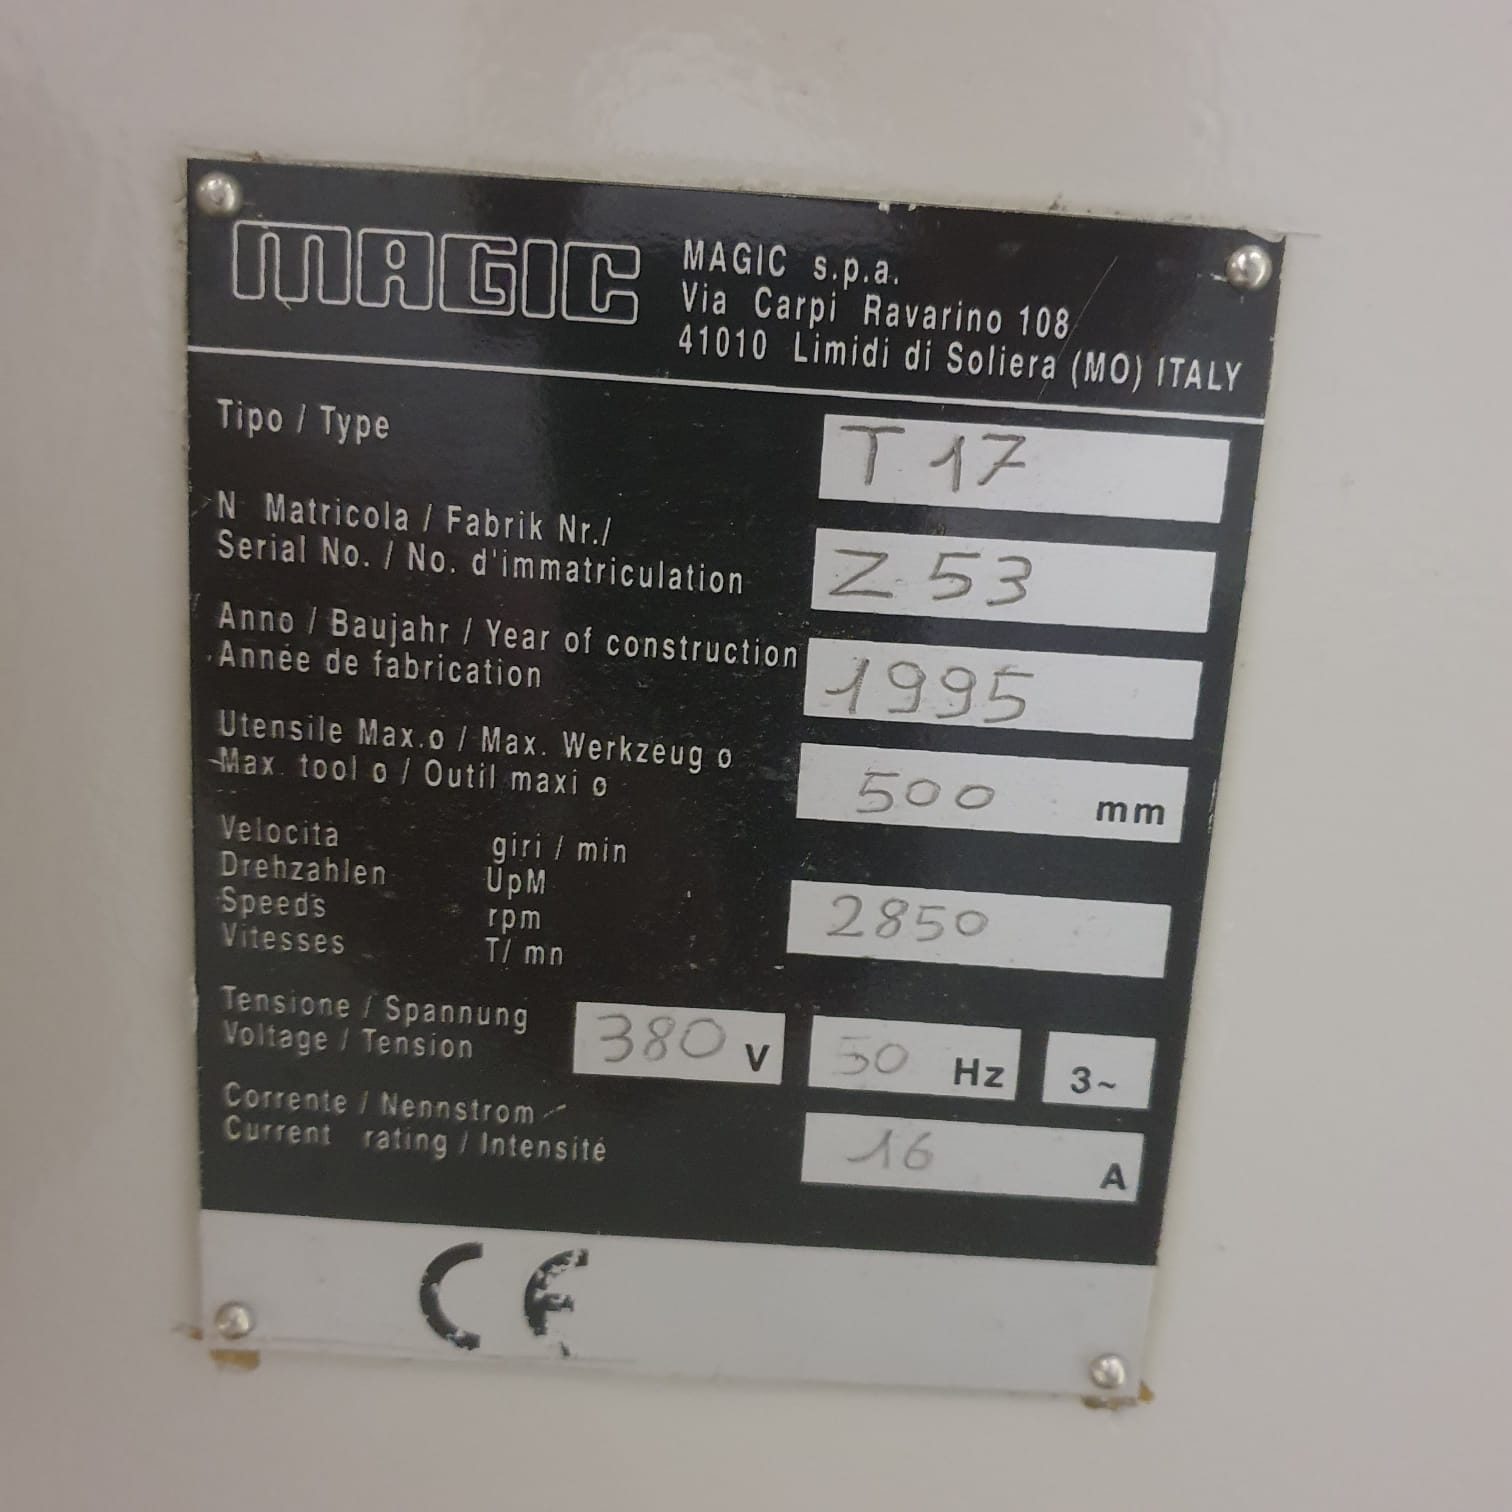 MAGIC
MAGIC s.p.a.
Via Carpi Ravarino 108
41010 Limidi di Soliera (MO) ITALY
Tipo / Type
T 17
N Matricola / Fabrik Nr./
Serial No. / No. d'immatriculation
Z 53
Anno / Baujahr / Year of construction
Année de fabrication
1995
Utensile Max.o / Max. Werkzeug o
Max. tool o / Outil maxi o
500 mm
Velocità giri / min
Drehzahlen UpM
Speeds rpm
Vitesses T/ mn
2850
Tensione / Spannung
Voltage / Tension
380 V 50 Hz 3~
Corrente / Nennstrom
Current rating / Intensité
16 A
CE